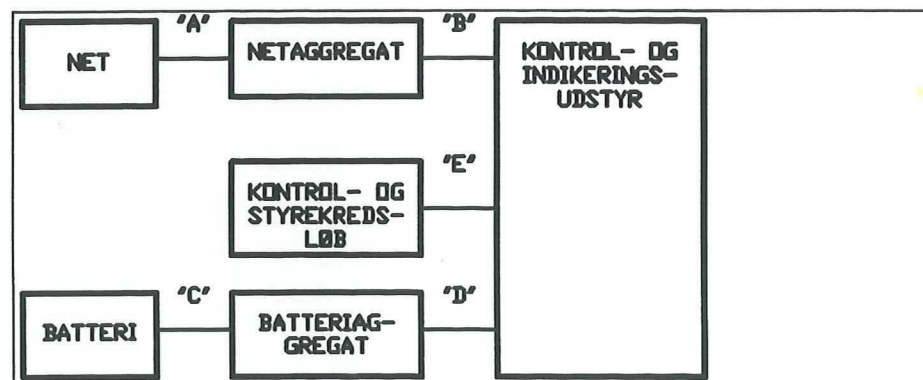 "A"
"B"
NET
NETAGGREGAT
KONTROL- OG
INDIKERINGS-
UDSTYR
"E"
KONTROL- OG
STYREKREDS-
LØB
"C"
"D"
BATTERI
BATTERIAG-
GREGAT